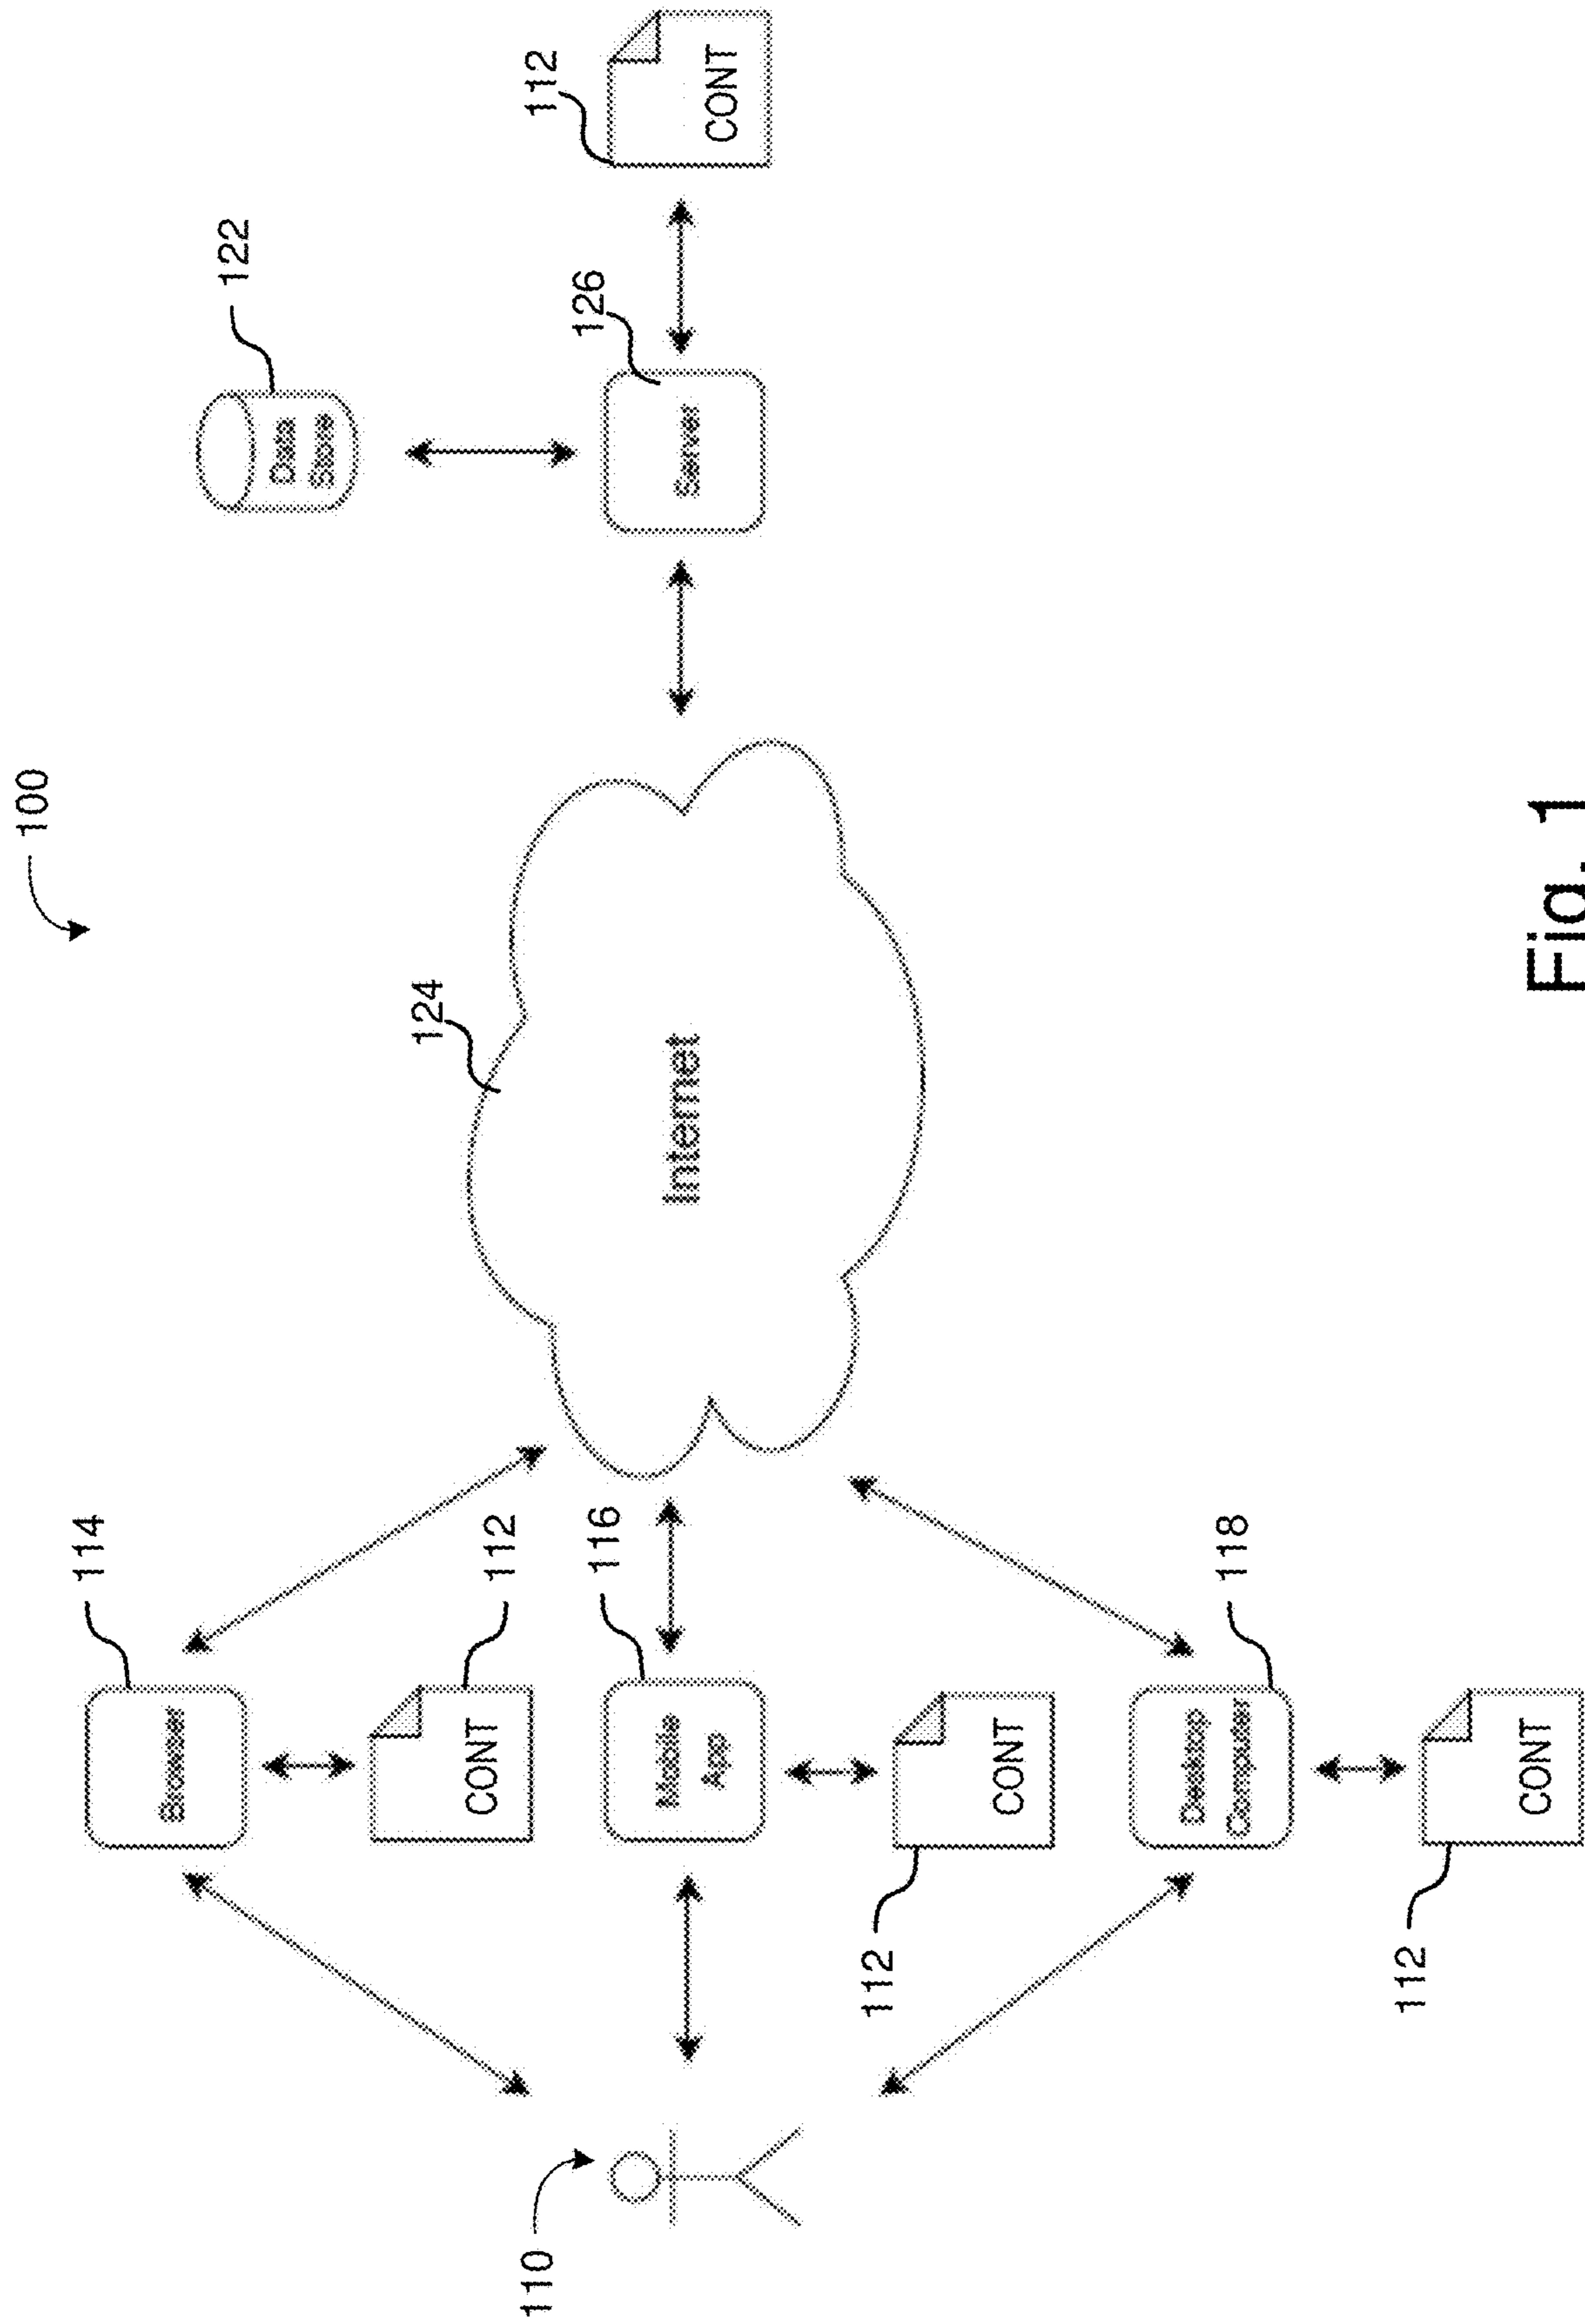 100
114
Browser
112
CONT
122
Data
Store
124
Internet
126
Server
112
CONT
110
116
Mobile
App
112
CONT
118
Desktop
Computer
112
CONT
Fig. 1